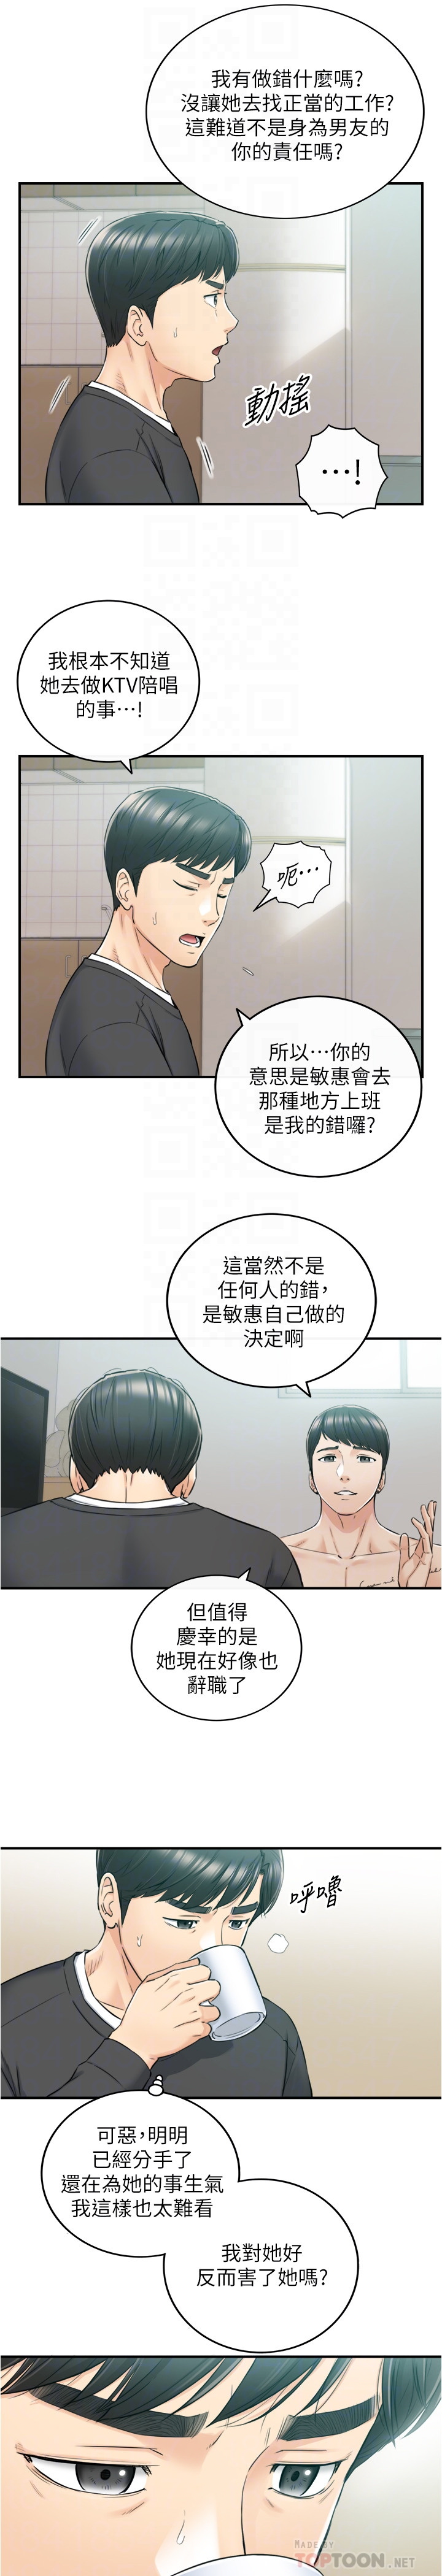 我有做錯什麼嗎?
沒讓她去找正當的工作?
這難道不是身為男友的
你的責任嗎?
動搖
⋯!
我根本不知道
她去做KTV陪唱
的事⋯!
呃⋯
所以⋯你的
意思是敏惠會去
那種地方上班
是我的錯囉?
這當然不是
任何人的錯,
是敏惠自己做的
決定啊
但值得
慶幸的是
她現在好像也
辭職了
呼嚕
可惡,明明
已經分手了
還在為她的事生氣
我這樣也太難看
我對她好
反而害了她嗎?
MADE BY
TOPTOON.NET